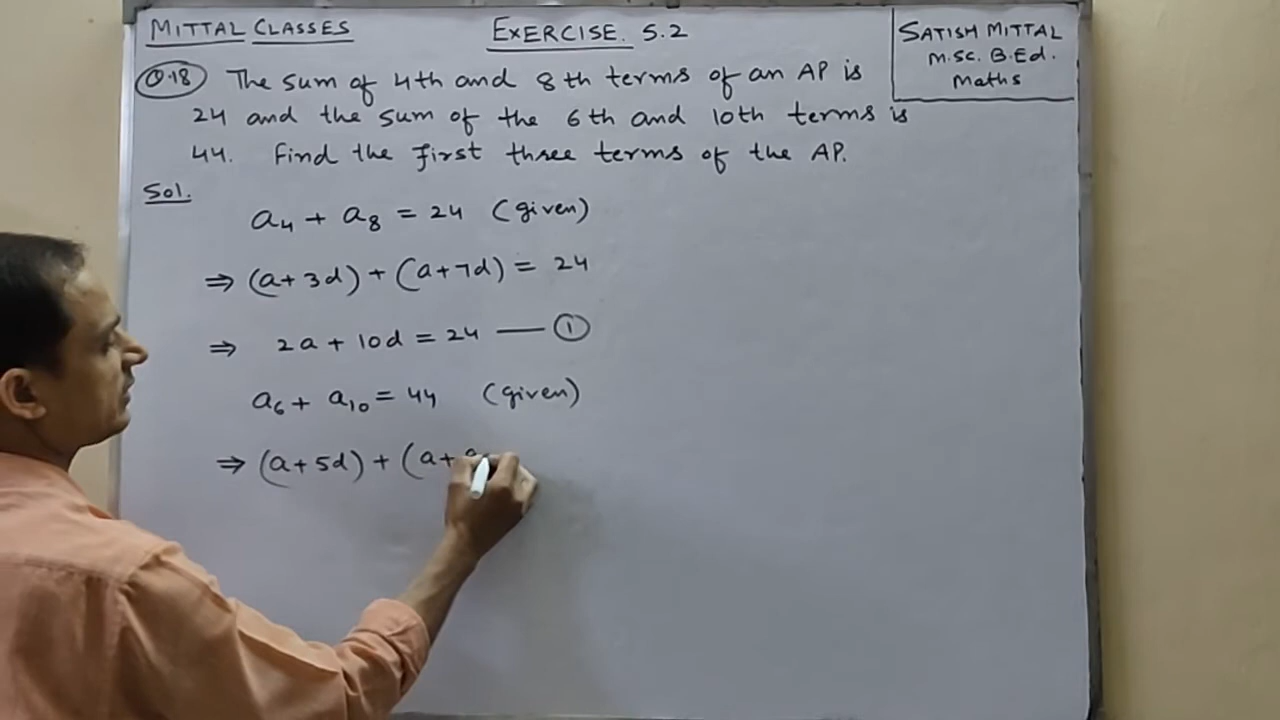 MITTAL CLASSES
EXERCISE. 5.2
SATISH MITTAL
M.SC. B.Ed.
Maths
Q.18 The sum of 4th and 8th terms of an AP is
24 and the sum of the 6th and 10th terms is
44. Find the first three terms of the AP.
Sol.
a₄ + a₈ = 24 (given)
⇒ (a+3d) + (a+7d) = 24
⇒ 2a + 10d = 24 —— ①
a₆ + a₁₀ = 44 (given)
⇒ (a+5d) + (a+